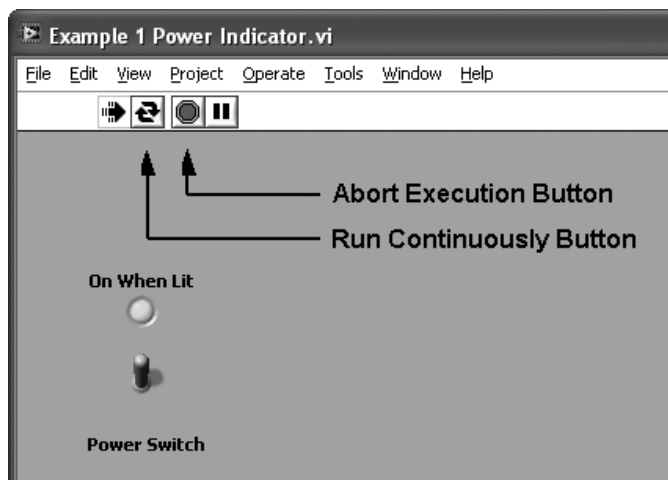 Example 1 Power Indicator.vi
File Edit View Project Operate Tools Window Help
Abort Execution Button
Run Continuously Button
On When Lit
Power Switch